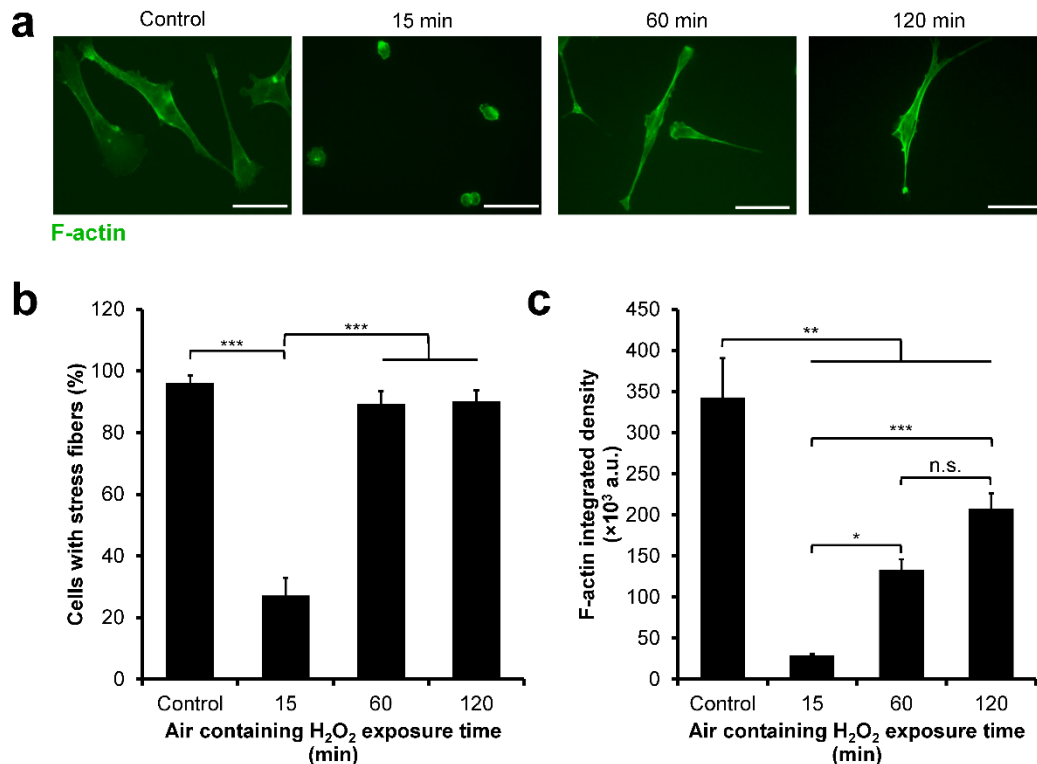 a
Control
15 min
60 min
120 min
F-actin
b
120
100
80
60
40
20
0
Cells with stress fibers (%)
***
***
Control
15
60
120
Air containing H₂O₂ exposure time
(min)
c
450
400
350
300
250
200
150
100
50
0
F-actin integrated density
(×10³ a.u.)
**
***
n.s.
*
Control
15
60
120
Air containing H₂O₂ exposure time
(min)